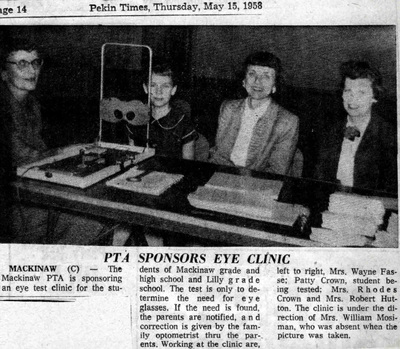 age 14
Pekin Times, Thursday, May 15, 1958
PTA SPONSORS EYE CLINIC
MACKINAW (C) — The
Mackinaw PTA is sponsoring
an eye test clinic for the stu-
dents of Mackinaw grade and
high school and Lilly grade
school. The test is only to de-
termine the need for eye
glasses. If the need is found,
the parents are notified, and
correction is given by the fam-
ily optometrist thru the par-
ents. Working at the clinic are,
left to right, Mrs. Wayne Fas-
se; Patty Crown, student be-
ing tested; Mrs. Rhodes
Crown and Mrs. Robert Hut-
ton. The clinic is under the di-
rection of Mrs. William Mosi-
man, who was absent when the
picture was taken.